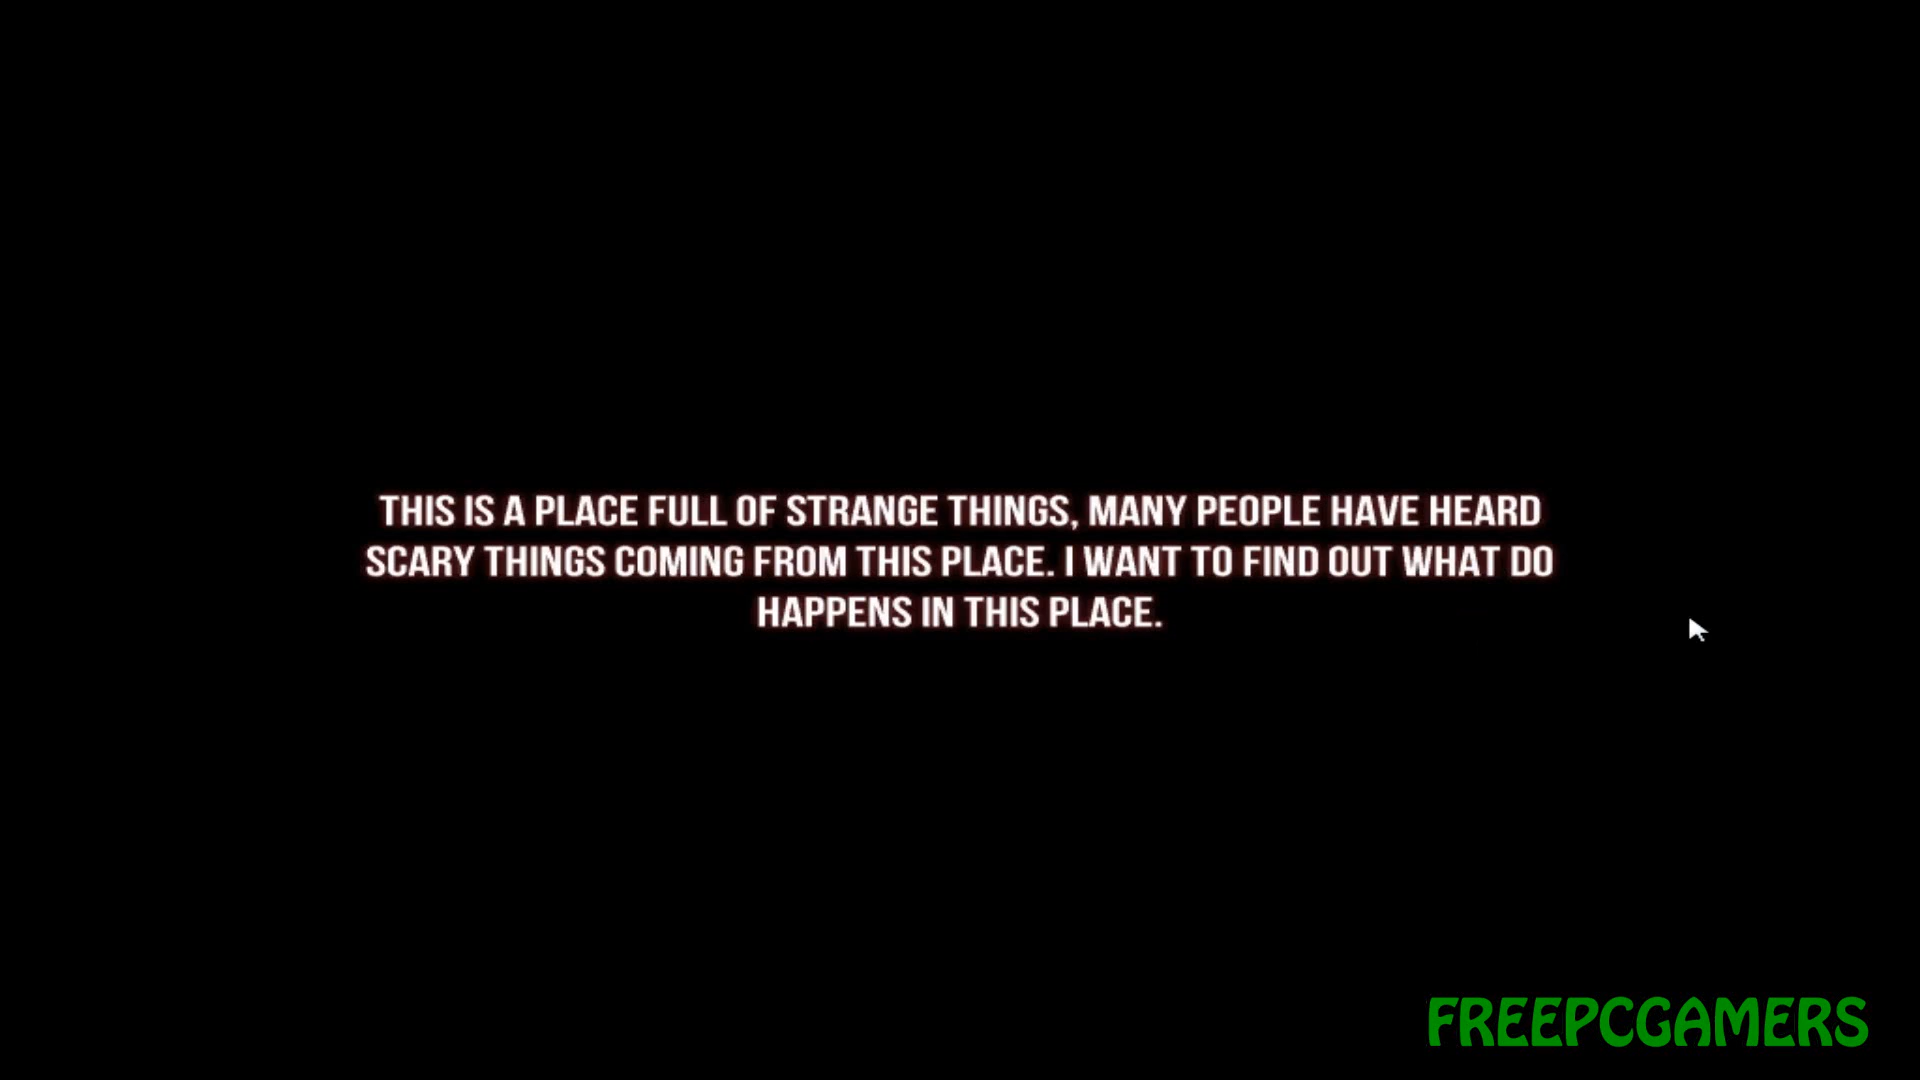 THIS IS A PLACE FULL OF STRANGE THINGS, MANY PEOPLE HAVE HEARD
SCARY THINGS COMING FROM THIS PLACE. I WANT TO FIND OUT WHAT DO
HAPPENS IN THIS PLACE.
FREEPCGAMERS